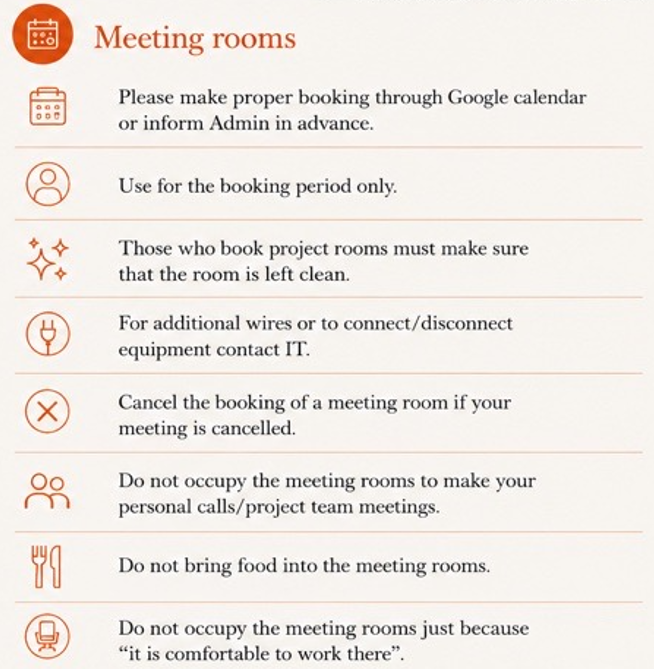 Meeting rooms
Please make proper booking through Google calendar
or inform Admin in advance.
Use for the booking period only.
Those who book project rooms must make sure
that the room is left clean.
For additional wires or to connect/disconnect
equipment contact IT.
Cancel the booking of a meeting room if your
meeting is cancelled.
Do not occupy the meeting rooms to make your
personal calls/project team meetings.
Do not bring food into the meeting rooms.
Do not occupy the meeting rooms just because
“it is comfortable to work there”.